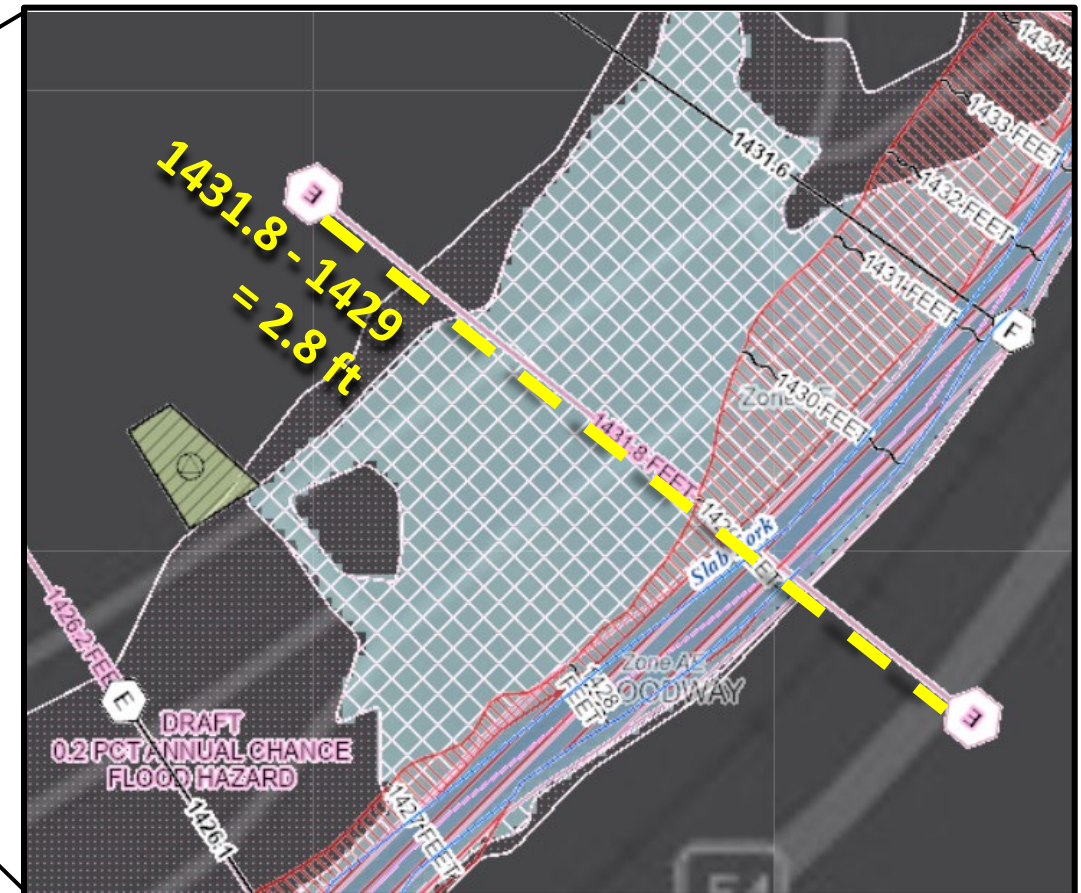 1434 F
1433 FEET
1431.6
1432 FEET
E
1431.8 - 1429
= 2.8 ft
1431 FEET
F
1430 FEET
Zone
1431.8 FEET
Slab Fork
Zone AE
1428
FEET
1426.2 FEET
E
E
DRAFT
0.2 PCT ANNUAL CHANCE
FLOOD HAZARD
1427 FEET
1426.1